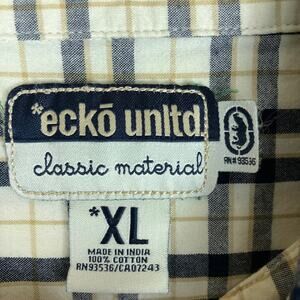 *eckō unltd
classic material
RN#93536
*XL
MADE IN INDIA
100% COTTON
RN93536/CA07243